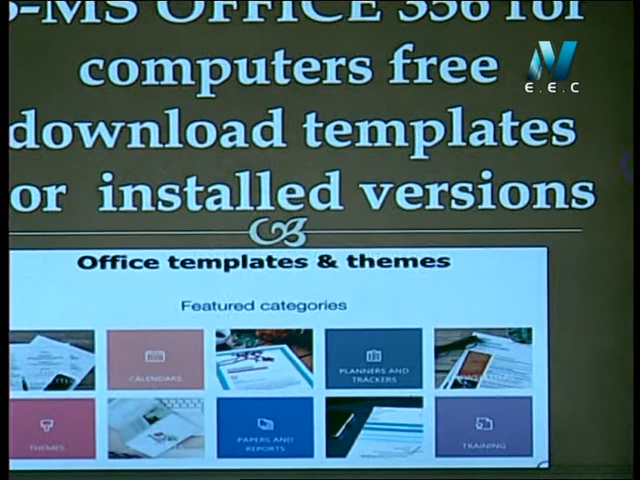 -MS OFFICE 356 for
computers free
download templates
or installed versions
N
E.E.C
Office templates & themes
Featured categories
CALENDARS
PLANNERS AND
TRACKERS
THEMES
PAPERS AND
REPORTS
TRAINING